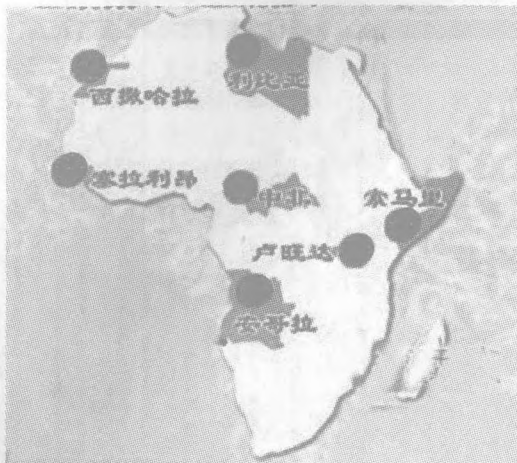 利比亚
西撒哈拉
塞拉利昂
中非
索马里
卢旺达
安哥拉